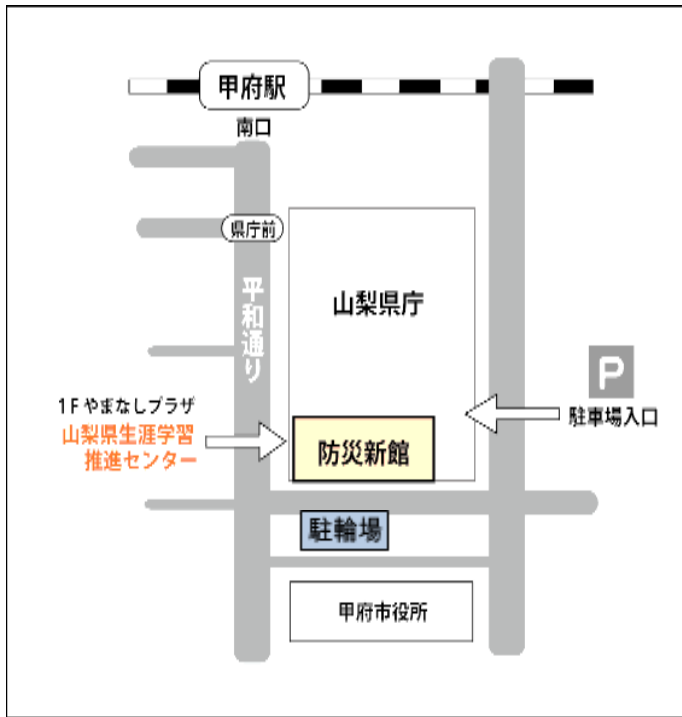 甲府駅
南口
県庁前
平和通り
山梨県庁
P
駐車場入口
1F やまなしプラザ
山梨県生涯学習
推進センター
防災新館
駐輪場
甲府市役所